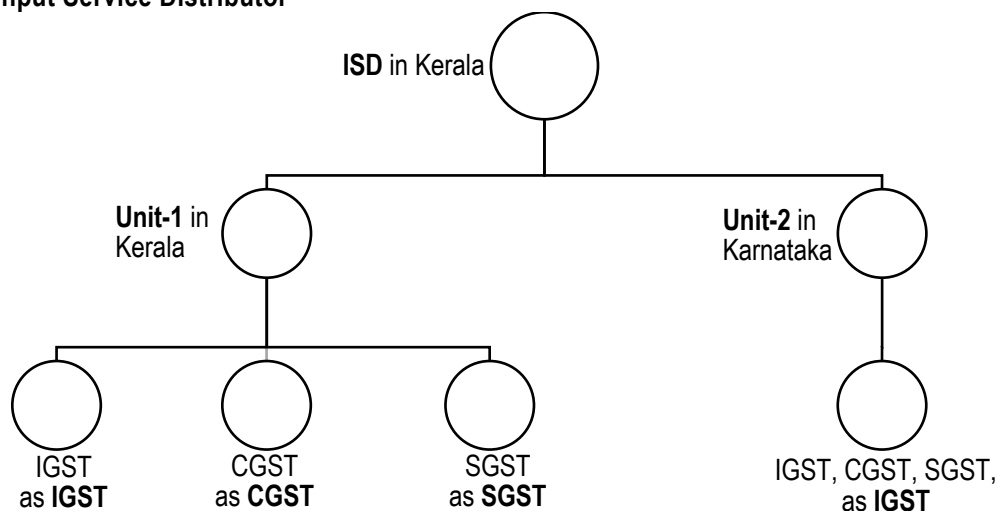 Input Service Distributor
ISD in Kerala
Unit-1 in
Kerala
Unit-2 in
Karnataka
IGST
as IGST
CGST
as CGST
SGST
as SGST
IGST, CGST, SGST,
as IGST